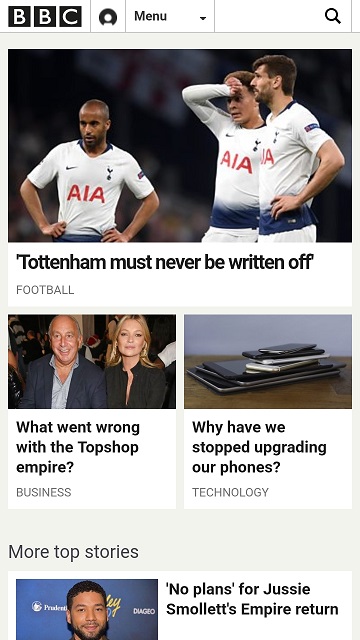 BBC
Menu
AIA
AIA
AIA
'Tottenham must never be written off'
FOOTBALL
What went wrong
with the Topshop
empire?
BUSINESS
Why have we
stopped upgrading
our phones?
TECHNOLOGY
More top stories
Prudenti
DIAGEO
'No plans' for Jussie
Smollett's Empire return